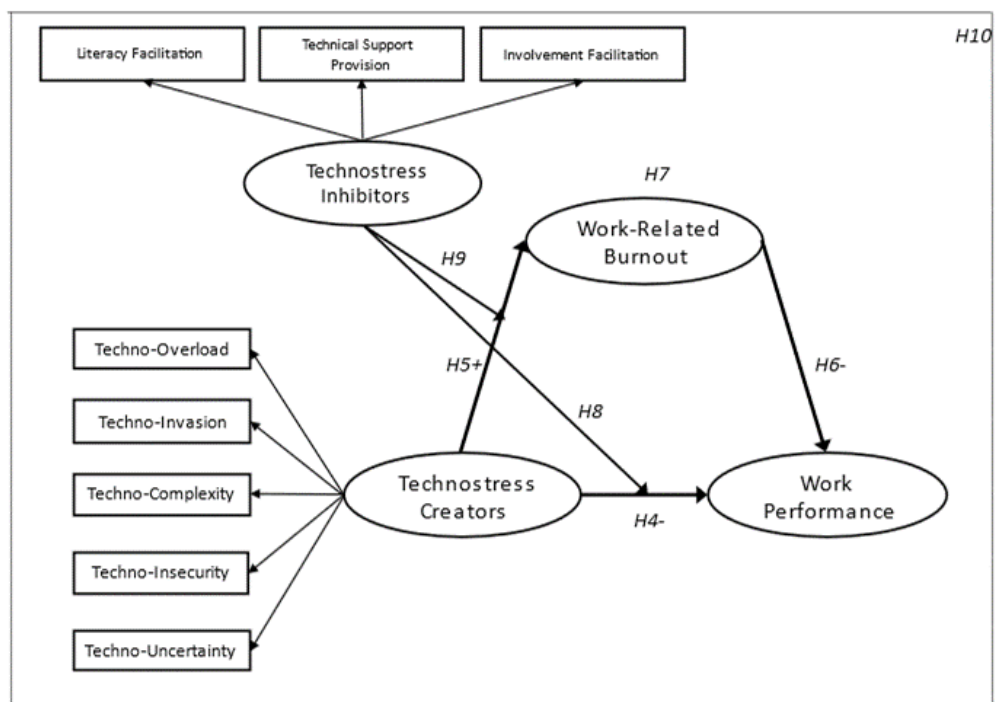 H10
Literacy Facilitation
Technical Support
Provision
Involvement Facilitation
Technostress
Inhibitors
H7
Work-Related
Burnout
H9
Techno-Overload
H5+
H6-
Techno-Invasion
H8
Techno-Complexity
Technostress
Creators
H4-
Work
Performance
Techno-Insecurity
Techno-Uncertainty